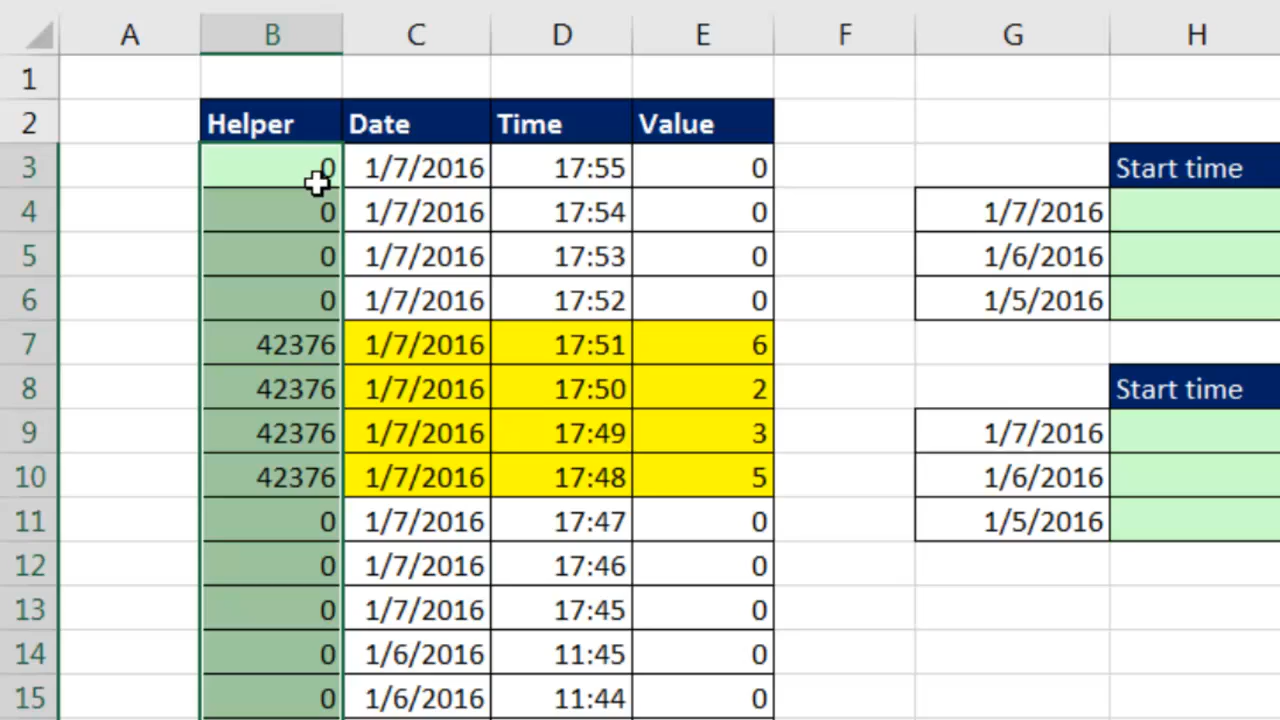 A B C D E F G H
1
2 Helper Date Time Value
3 0 1/7/2016 17:55 0 Start time
4 0 1/7/2016 17:54 0 1/7/2016
5 0 1/7/2016 17:53 0 1/6/2016
6 0 1/7/2016 17:52 0 1/5/2016
7 42376 1/7/2016 17:51 6
8 42376 1/7/2016 17:50 2 Start time
9 42376 1/7/2016 17:49 3 1/7/2016
10 42376 1/7/2016 17:48 5 1/6/2016
11 0 1/7/2016 17:47 0 1/5/2016
12 0 1/7/2016 17:46 0
13 0 1/7/2016 17:45 0
14 0 1/6/2016 11:45 0
15 0 1/6/2016 11:44 0